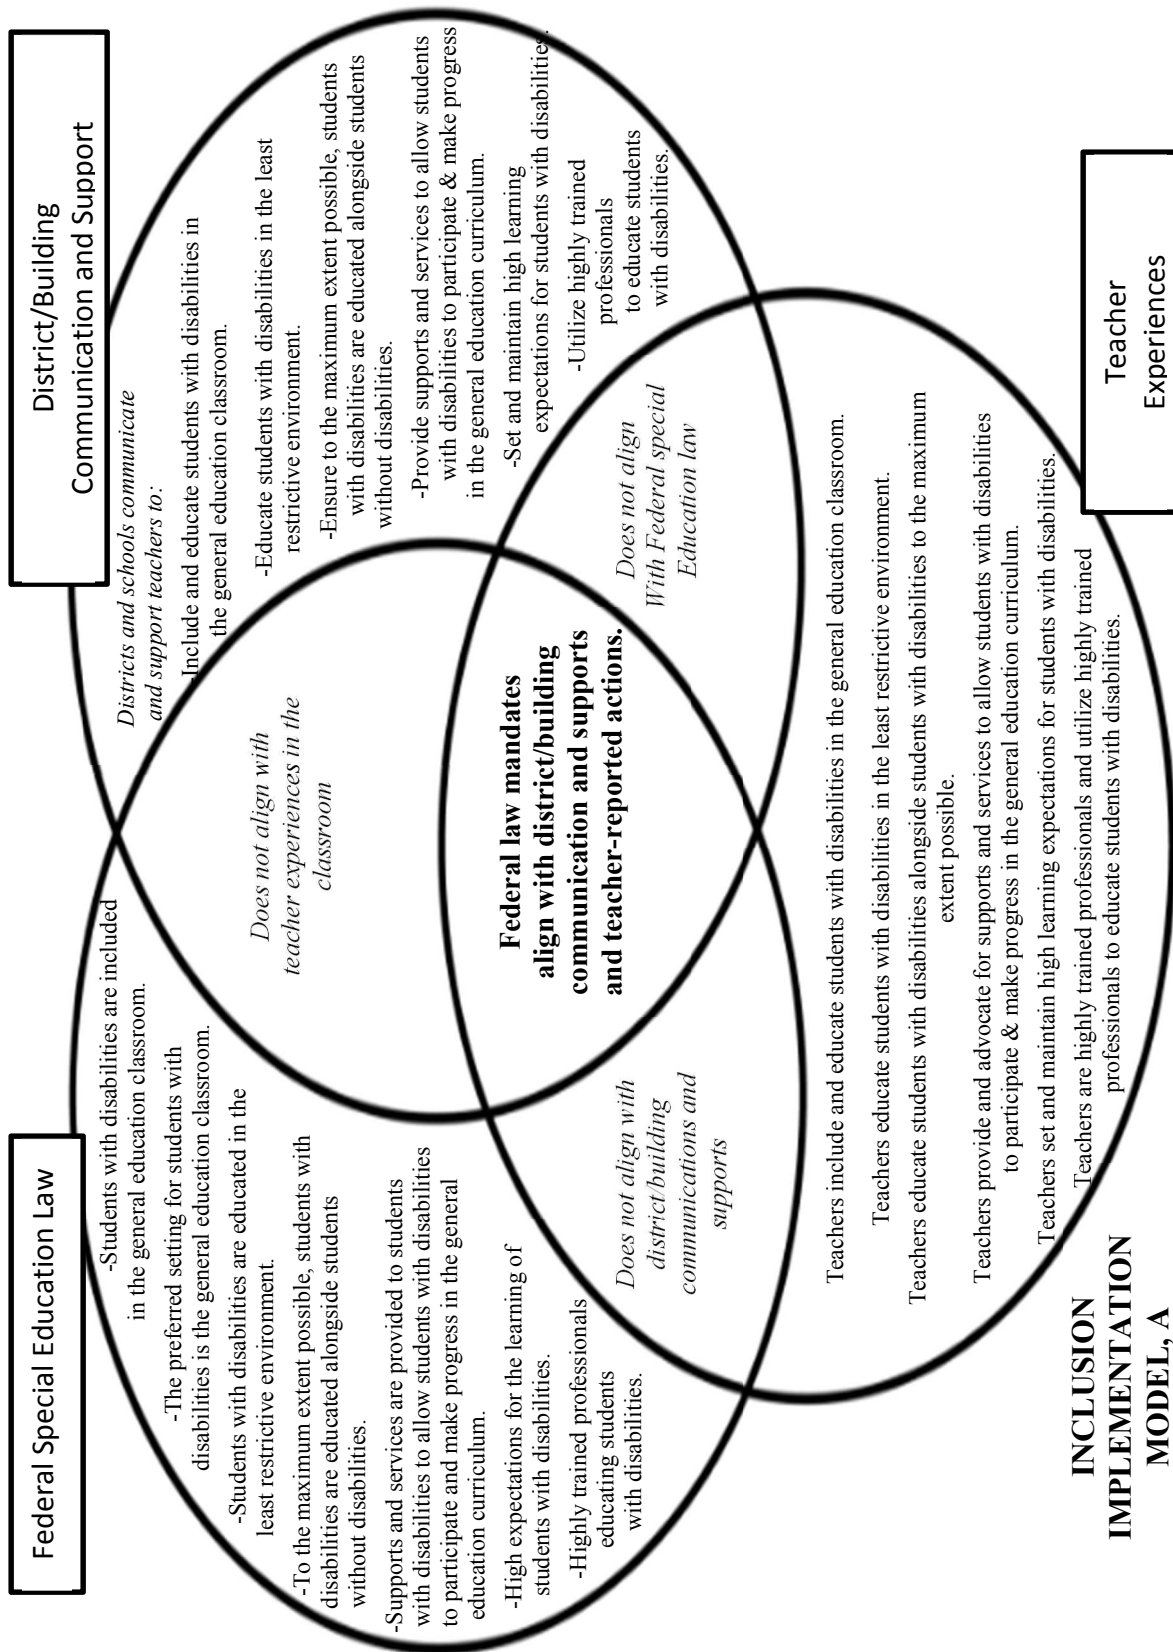 Federal Special Education Law
-Students with disabilities are included
in the general education classroom.
-The preferred setting for students with
disabilities is the general education classroom.
-Students with disabilities are educated in the
least restrictive environment.
-To the maximum extent possible, students with
disabilities are educated alongside students
without disabilities.
-Supports and services are provided to students
with disabilities to allow students with disabilities
to participate and make progress in the general
education curriculum.
-High expectations for the learning of
students with disabilities.
-Highly trained professionals
educating students
with disabilities.
District/Building
Communication and Support
Districts and schools communicate
and support teachers to:
-Include and educate students with disabilities in
the general education classroom.
-Educate students with disabilities in the least
restrictive environment.
-Ensure to the maximum extent possible, students
with disabilities are educated alongside students
without disabilities.
-Provide supports and services to allow students
with disabilities to participate & make progress
in the general education curriculum.
-Set and maintain high learning
expectations for students with disabilities.
-Utilize highly trained
professionals
to educate students
with disabilities.
Does not align with
teacher experiences in the
classroom
Federal law mandates
align with district/building
communication and supports
and teacher-reported actions.
Does not align with
district/building
communications and
supports
Does not align
With Federal special
Education law
Teachers include and educate students with disabilities in the general education classroom.
Teachers educate students with disabilities in the least restrictive environment.
Teachers educate students with disabilities alongside students with disabilities to the maximum
extent possible.
Teachers provide and advocate for supports and services to allow students with disabilities
to participate & make progress in the general education curriculum.
Teachers set and maintain high learning expectations for students with disabilities.
Teachers are highly trained professionals and utilize highly trained
professionals to educate students with disabilities.
Teacher
Experiences
INCLUSION
IMPLEMENTATION
MODEL, A